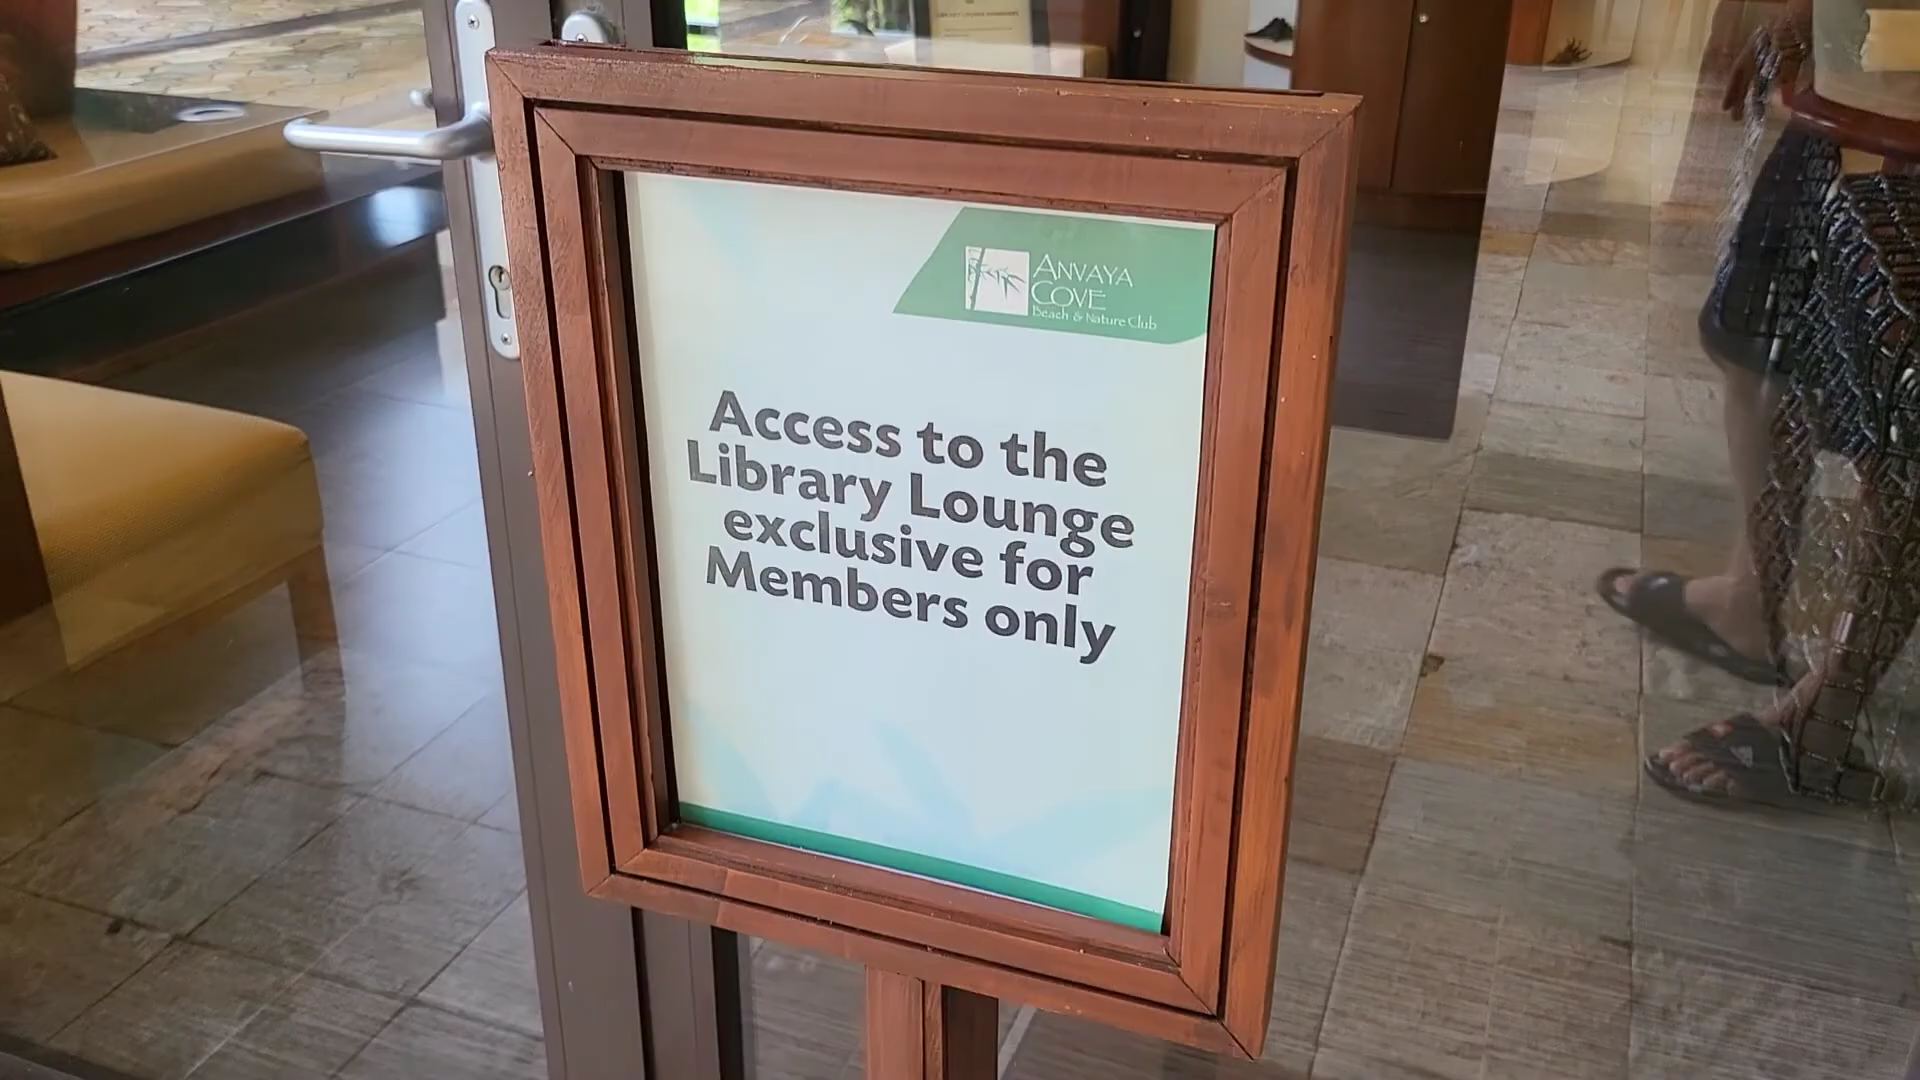 ANVAYA
COVE
Beach & Nature Club
Access to the
Library Lounge
exclusive for
Members only